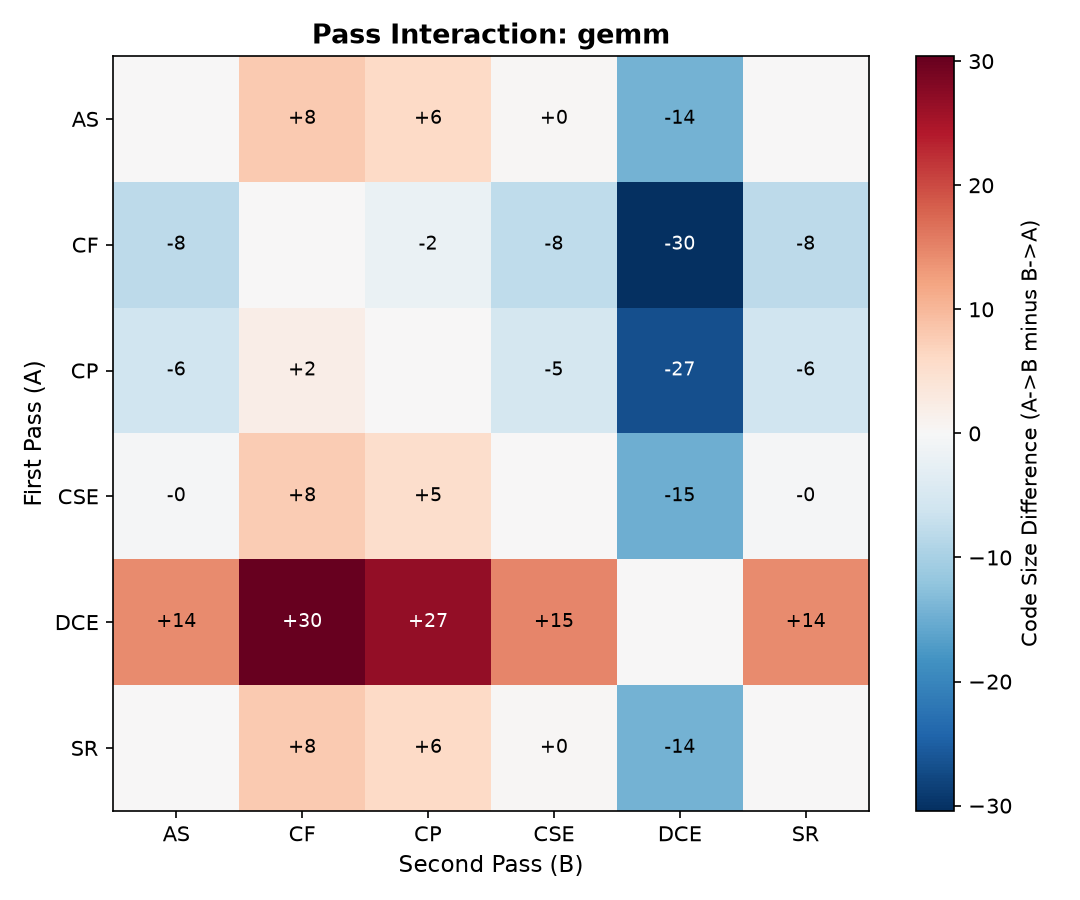 Pass Interaction: gemm
AS +8 +6 +0 -14
CF -8 -2 -8 -30 -8
CP -6 +2 -5 -27 -6
CSE -0 +8 +5 -15 -0
DCE +14 +30 +27 +15 +14
SR +8 +6 +0 -14
AS CF CP CSE DCE SR
Second Pass (B)
First Pass (A)
30
20
10
0
−10
−20
−30
Code Size Difference (A->B minus B->A)